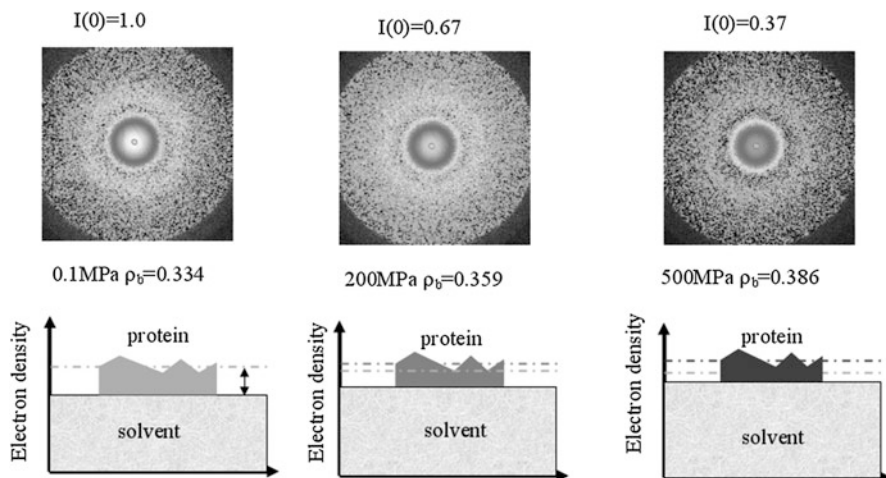 I(0)=1.0
I(0)=0.67
I(0)=0.37
0.1MPa ρb=0.334
200MPa ρb=0.359
500MPa ρb=0.386
Electron density
protein
solvent
Electron density
protein
solvent
Electron density
protein
solvent